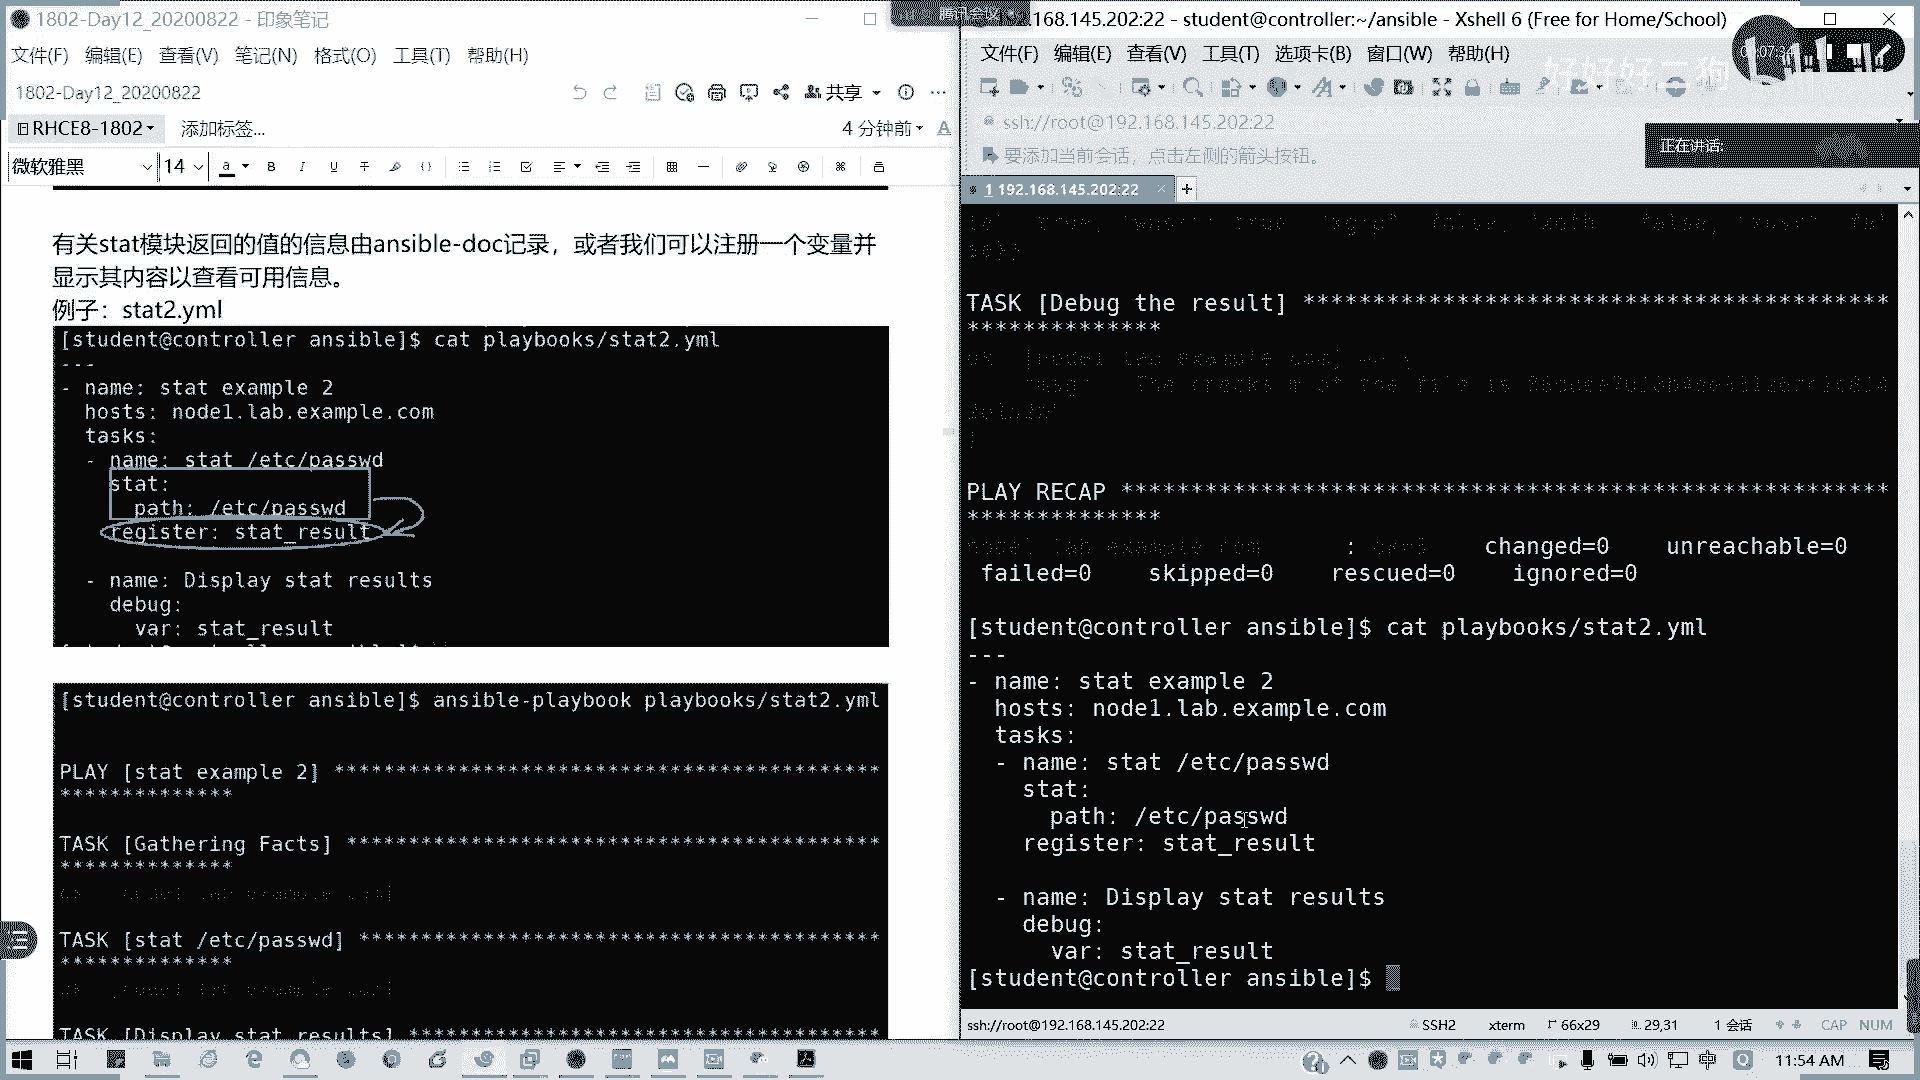 1802-Day12_20200822 - 印象笔记
文件(F) 编辑(E) 查看(V) 笔记(N) 格式(O) 工具(T) 帮助(H)
1802-Day12_20200822
共享
RHCE8-1802
添加标签...
4 分钟前
微软雅黑
14
有关stat模块返回的值的信息由ansible-doc记录，或者我们可以注册一个变量并
显示其内容以查看可用信息。
例子：stat2.yml
[student@controller ansible]$ cat playbooks/stat2.yml
---
- name: stat example 2
hosts: node1.lab.example.com
tasks:
- name: stat /etc/passwd
stat:
path: /etc/passwd
register: stat_result
- name: Display stat results
debug:
var: stat_result
[student@controller ansible]$ ansible-playbook playbooks/stat2.yml
PLAY [stat example 2] ********************************************
**************
TASK [Gathering Facts] *******************************************
**************
TASK [stat /etc/passwd] ******************************************
**************
TASK [Display stat results] **************************************
腾讯会议
.168.145.202:22 - student@controller:~/ansible - Xshell 6 (Free for Home/School)
文件(F) 编辑(E) 查看(V) 工具(T) 选项卡(B) 窗口(W) 帮助(H)
好好好二狗
ssh://root@192.168.145.202:22
正在讲话:
要添加当前会话，点击左侧的箭头按钮。
1 192.168.145.202:22
TASK [Debug the result] ******************************************
**************
PLAY RECAP *******************************************************
**************
: changed=0 unreachable=0
failed=0 skipped=0 rescued=0 ignored=0
[student@controller ansible]$ cat playbooks/stat2.yml
---
- name: stat example 2
hosts: node1.lab.example.com
tasks:
- name: stat /etc/passwd
stat:
path: /etc/passwd
register: stat_result
- name: Display stat results
debug:
var: stat_result
[student@controller ansible]$
ssh://root@192.168.145.202:22
SSH2 xterm 66x29 29,31 1 会话 CAP NUM
中
11:54 AM